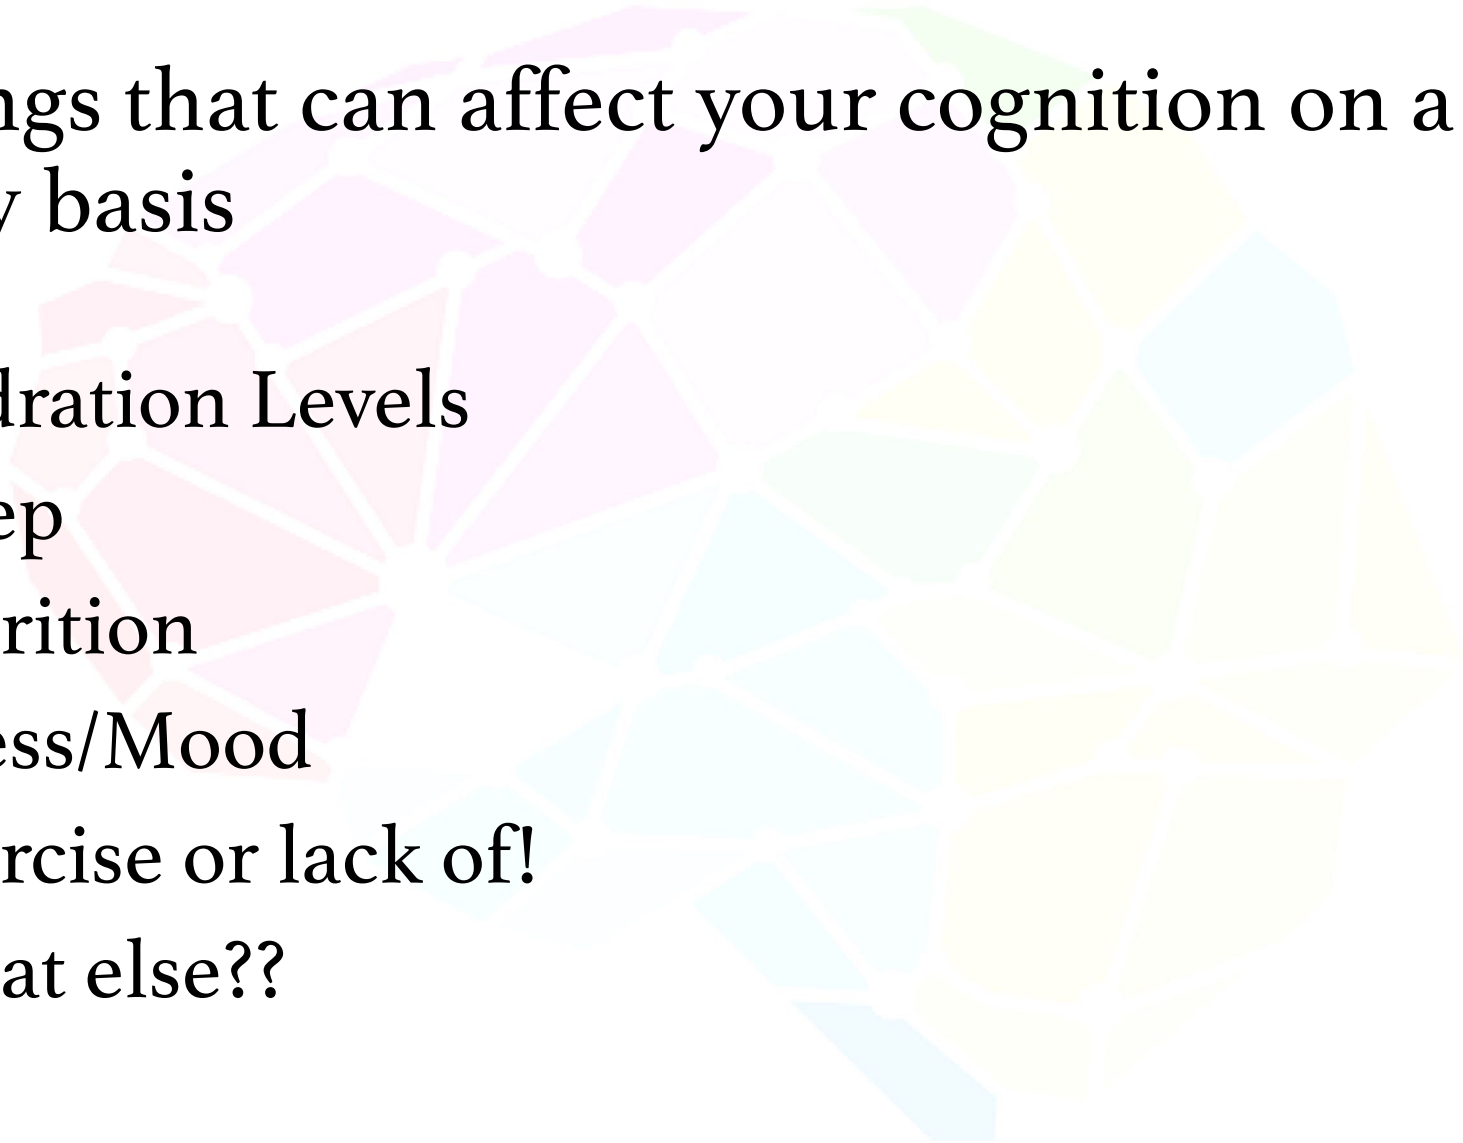 ngs that can affect your cognition on a
y basis
dration Levels
ep
rition
ess/Mood
rcise or lack of!
at else??